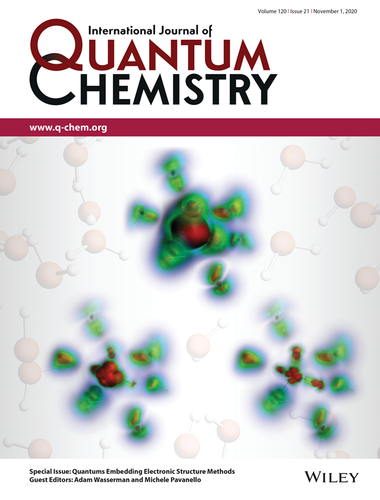 Volume 120 | Issue 21 | November 1, 2020
International Journal of
QUANTUM
CHEMISTRY
www.q-chem.org
Special Issue: Quantums Embedding Electronic Structure Methods
Guest Editors: Adam Wasserman and Michele Pavanello
WILEY